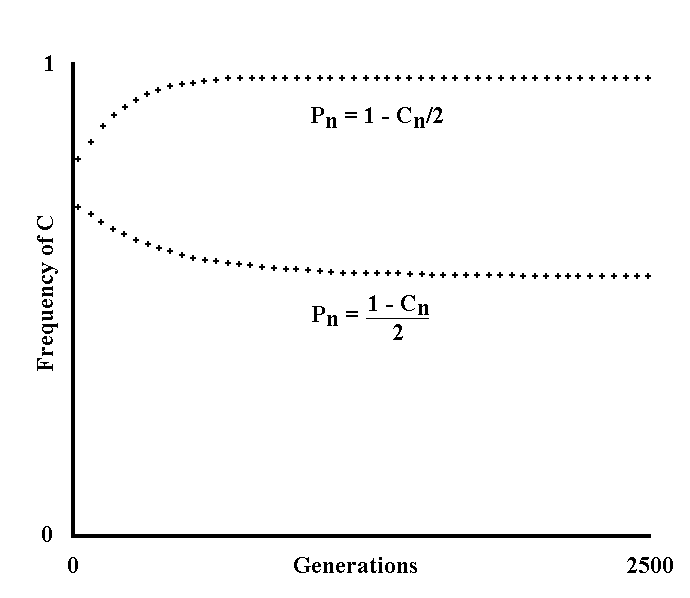 1
Pn = 1 - Cn/2
Frequency of C
Pn = 1 - Cn
2
0
0 Generations 2500